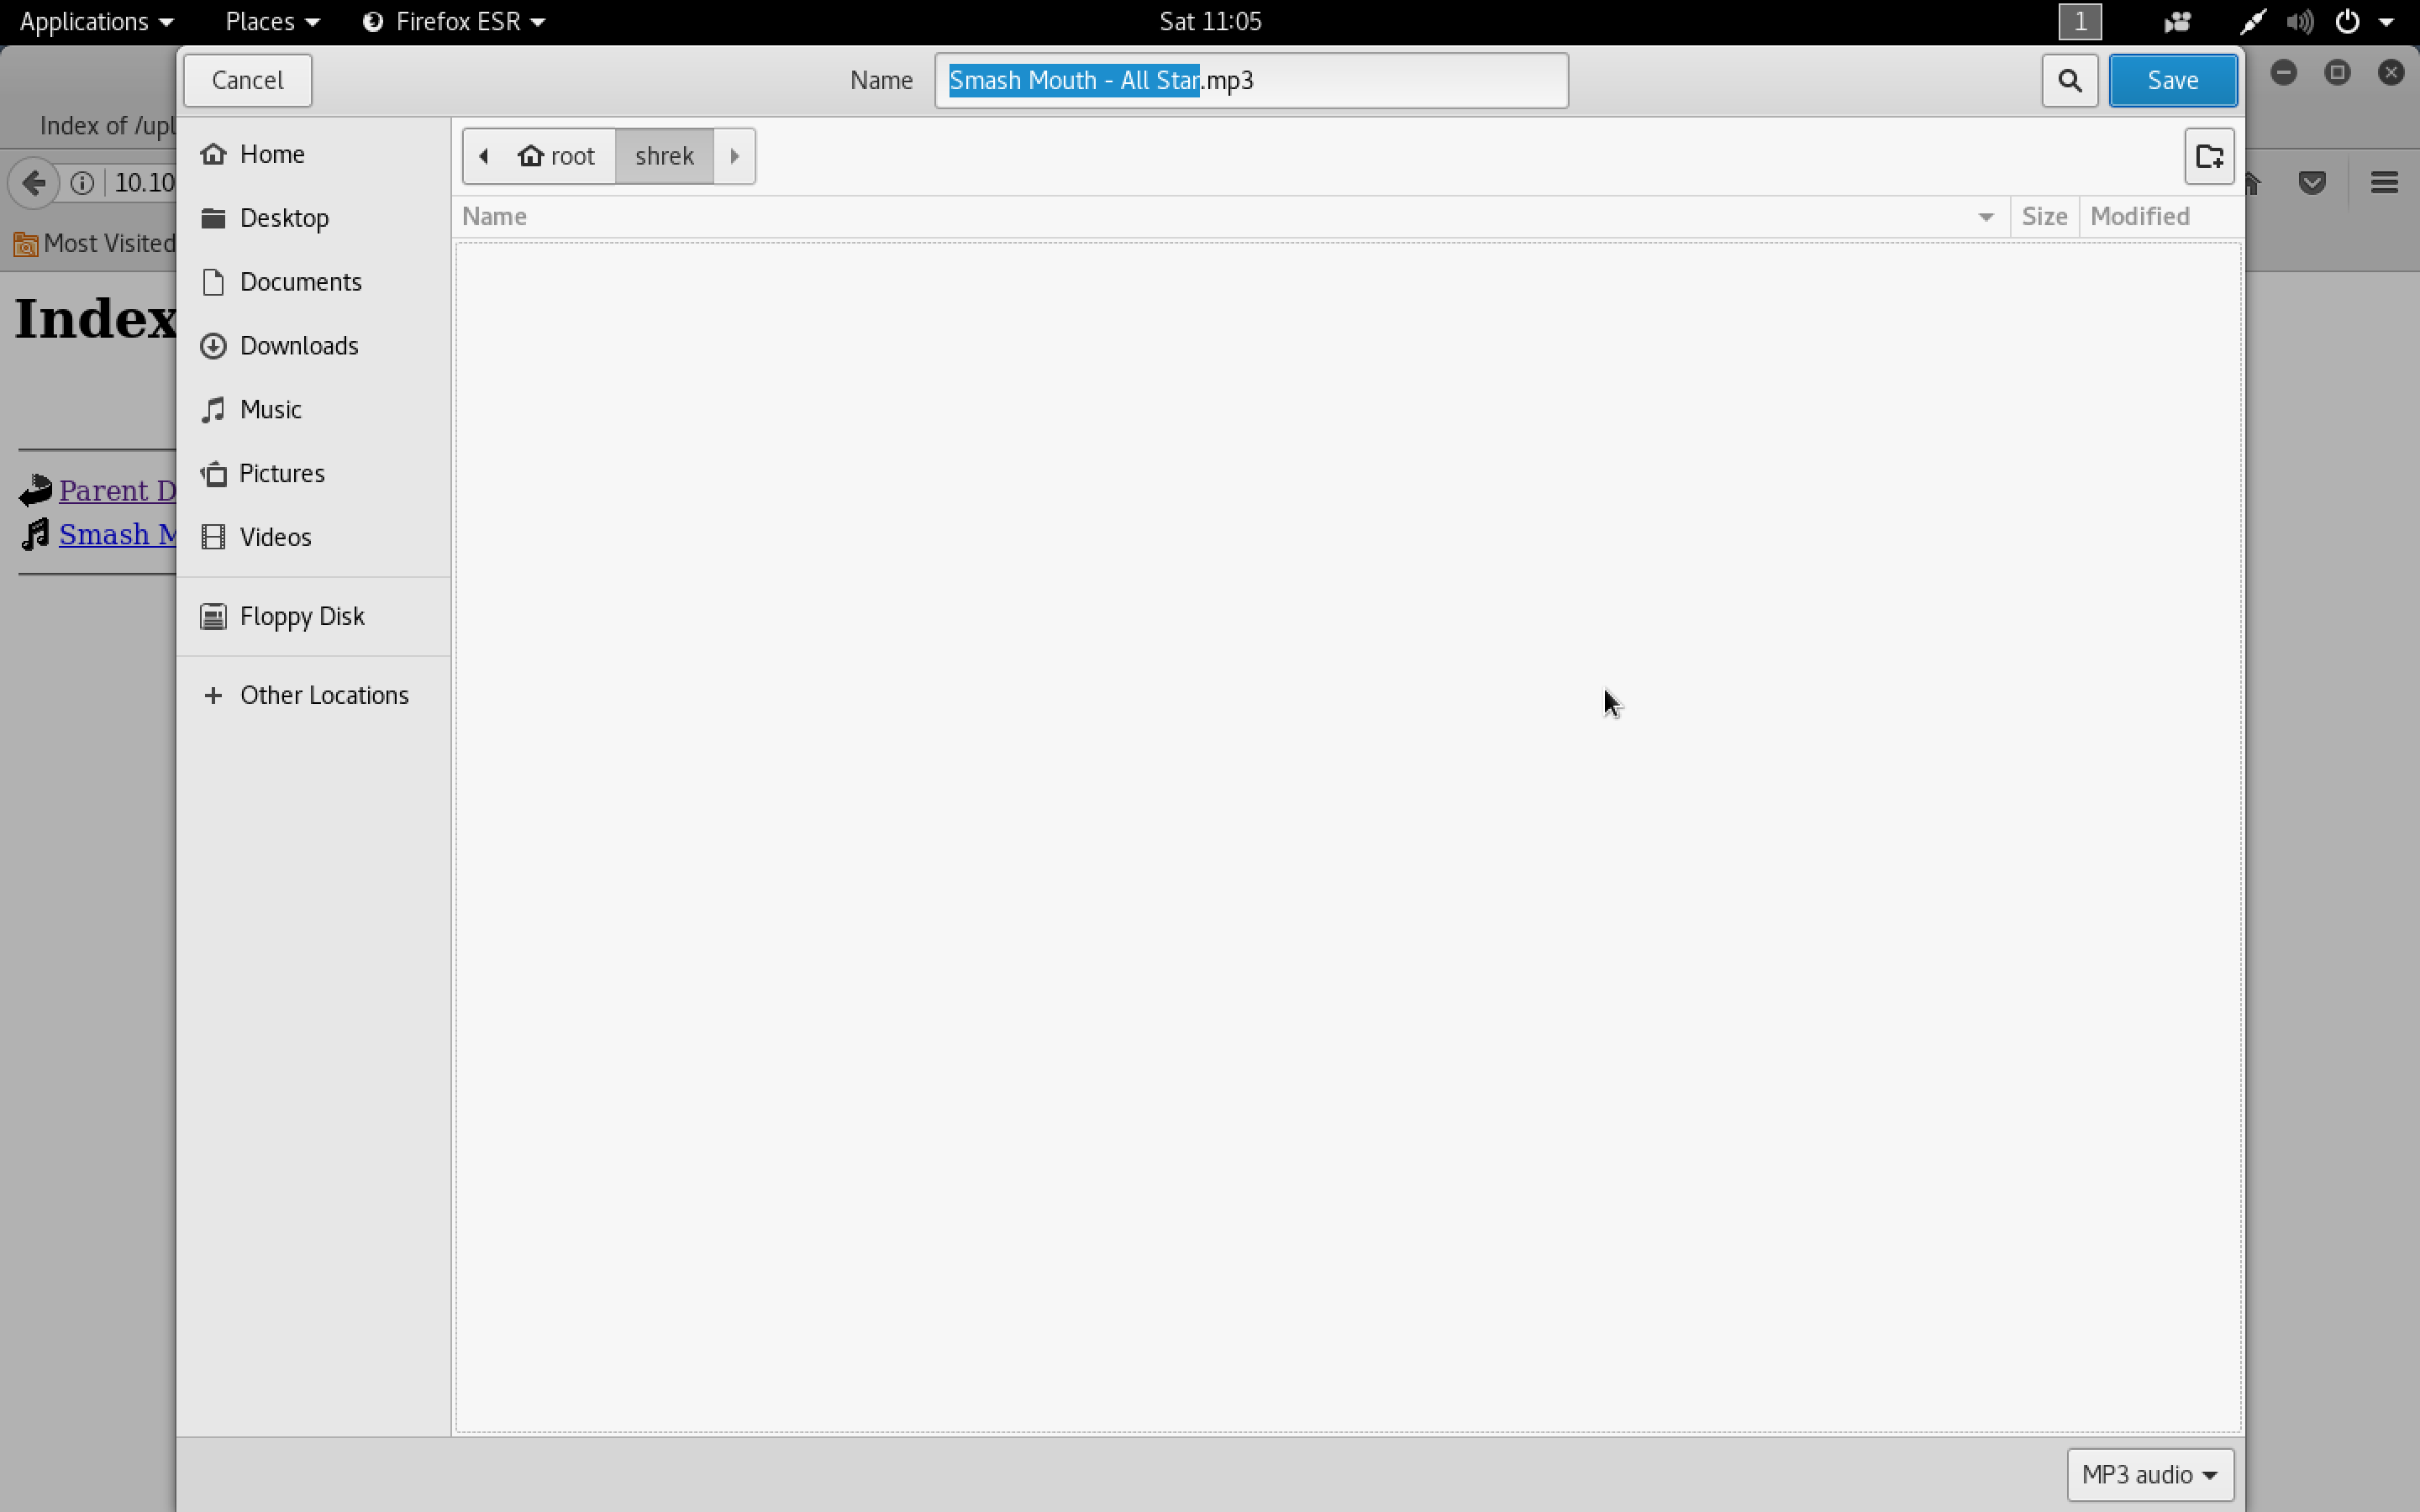 Applications Places Firefox ESR Sat 11:05 1
Cancel Name Smash Mouth - All Star.mp3 Save
Index of /upl
Home root shrek
10.10
Name Size Modified
Desktop
Most Visited
Documents
Index
Downloads
Music
Pictures
Parent D
Smash M
Videos
Floppy Disk
Other Locations
MP3 audio